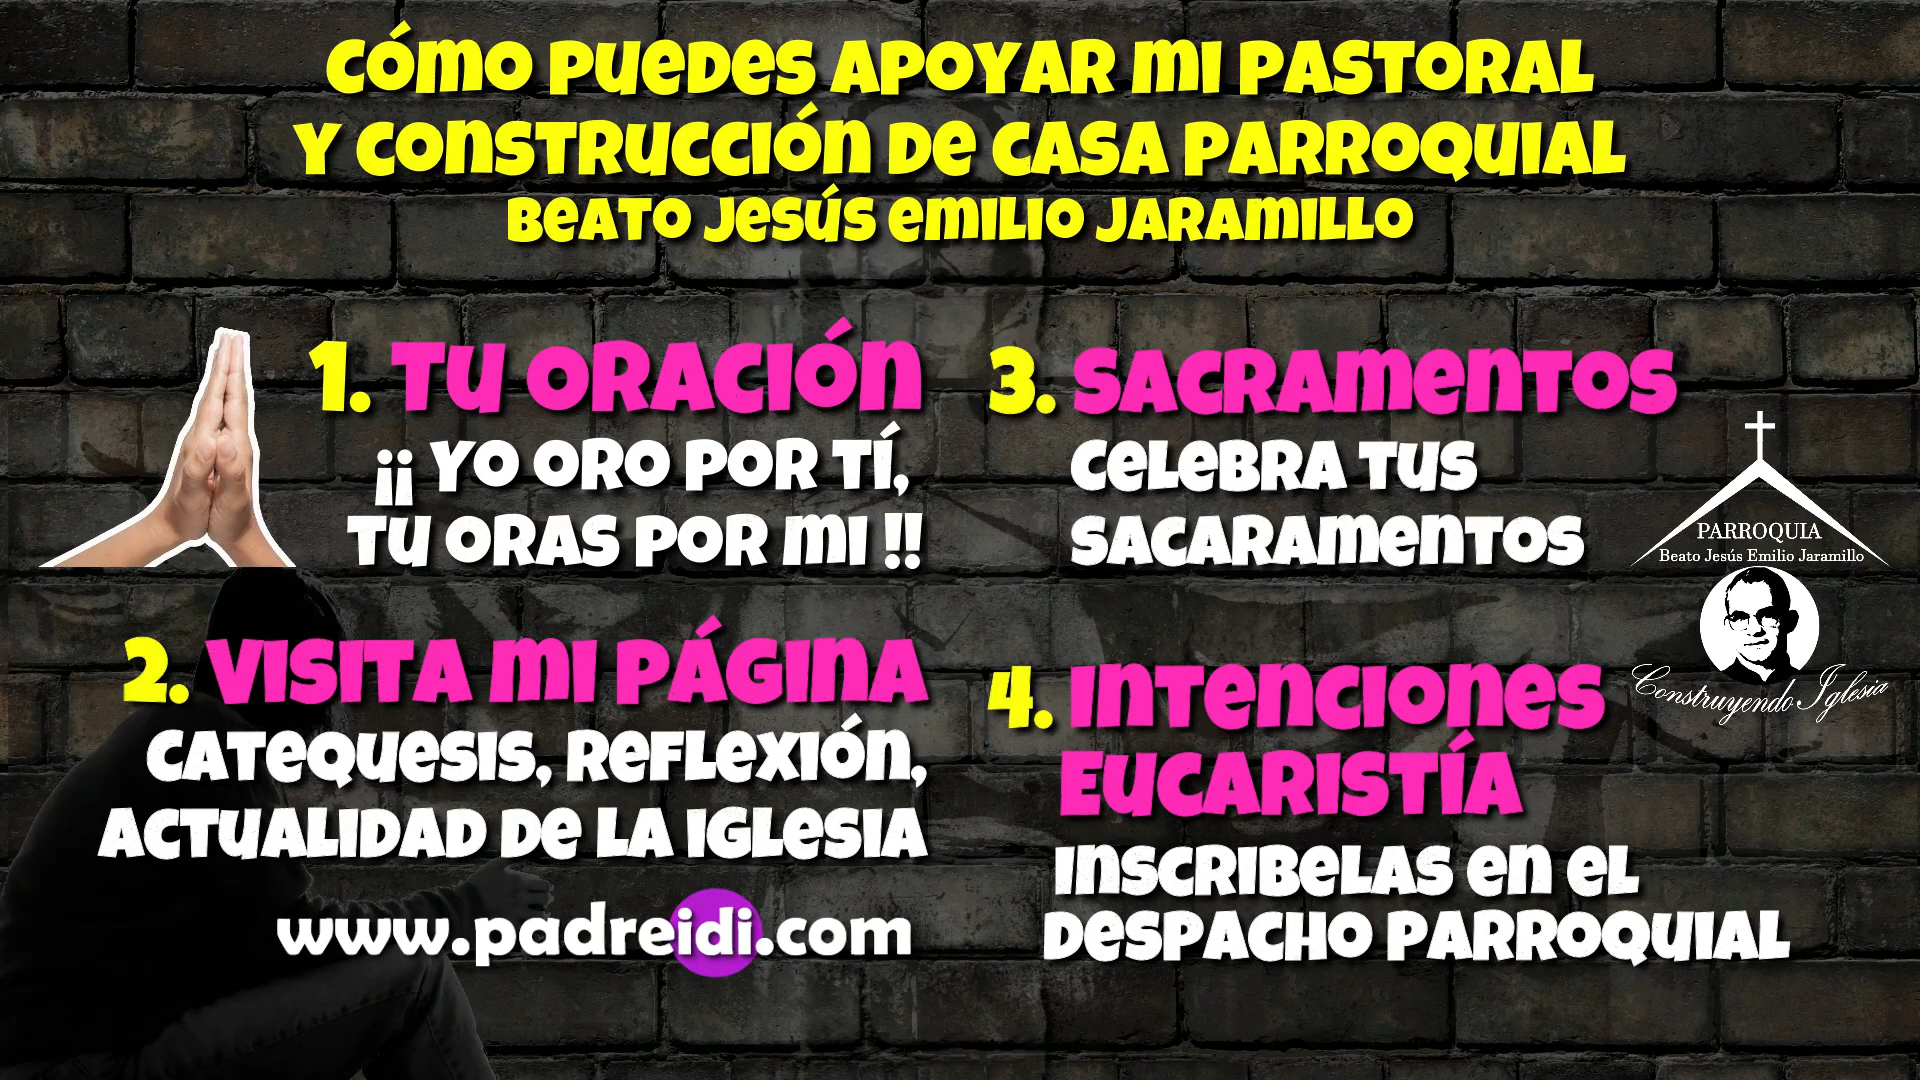 CÓMO PUEDES APOYAR MI PASTORAL
Y CONSTRUCCIÓN DE CASA PARROQUIAL
BEATO JESÚS EMILIO JARAMILLO
1. TU ORACIÓN
¡¡ YO ORO POR TÍ,
TU ORAS POR MI !!
2. VISITA MI PÁGINA
CATEQUESIS, REFLEXIÓN,
ACTUALIDAD DE LA IGLESIA
www.padreidi.com
3. SACRAMENTOS
CELEBRA TUS
SACARAMENTOS
4. INTENCIONES
EUCARISTÍA
INSCRIBELAS EN EL
DESPACHO PARROQUIAL
PARROQUIA
Beato Jesús Emilio Jaramillo
Construyendo Iglesia